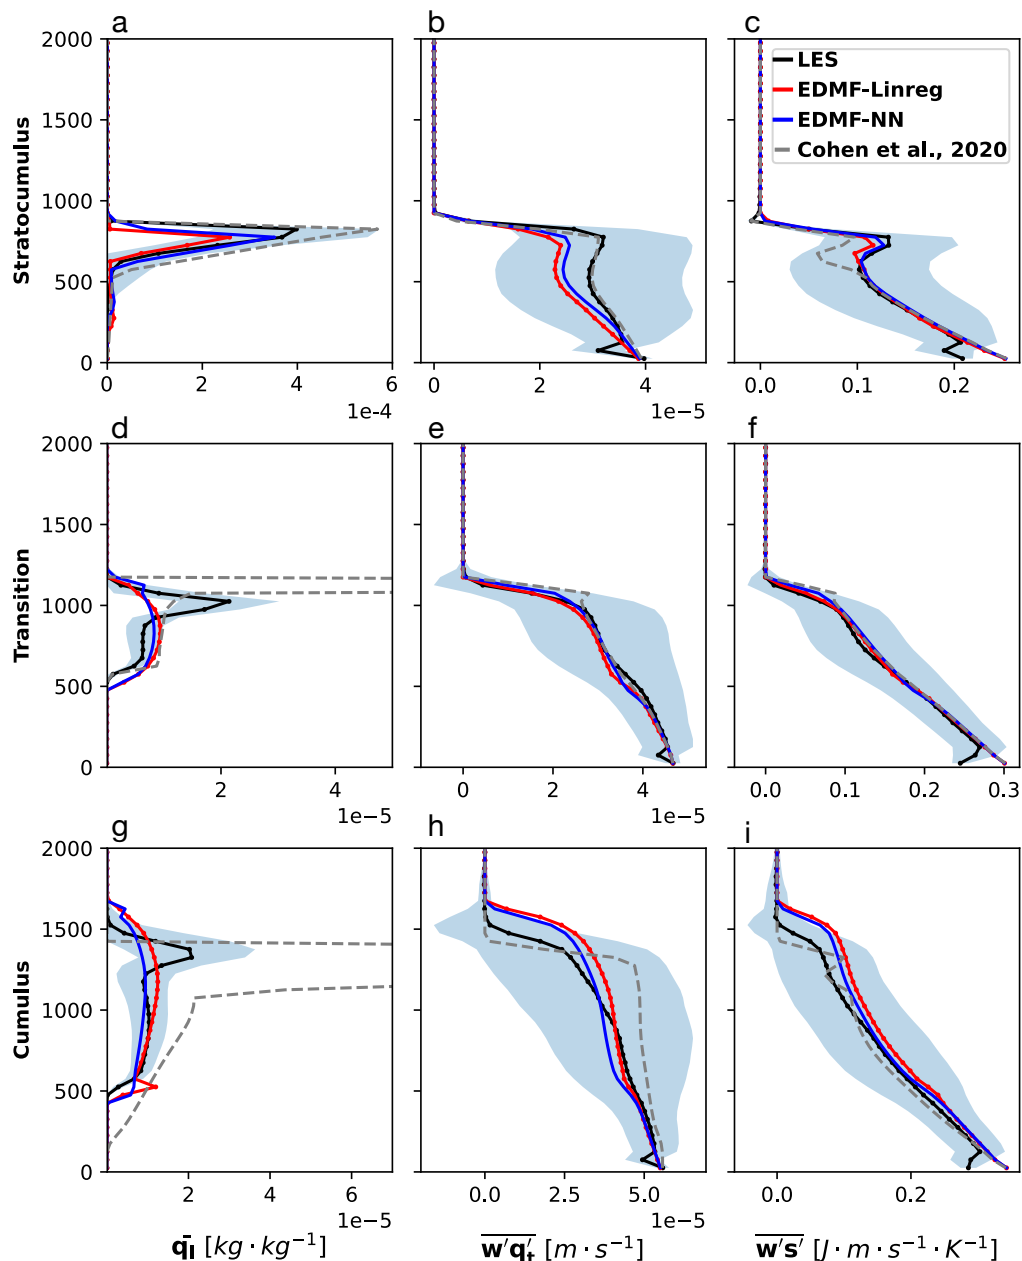 a
b
c
Stratocumulus
2000
1500
1000
500
0
LES
EDMF-Linreg
EDMF-NN
Cohen et al., 2020
0 2 4 6
1e-4
0 2 4
1e-5
0.0 0.1 0.2
d
e
f
Transition
2000
1500
1000
500
0
2 4
1e-5
0 2 4
1e-5
0.0 0.1 0.2 0.3
g
h
i
Cumulus
2000
1500
1000
500
0
2 4 6
1e-5
0.0 2.5 5.0
1e-5
0.0 0.2
q̄_l [kg · kg⁻¹]
w′q′_t [m · s⁻¹]
w′s′ [J · m · s⁻¹ · K⁻¹]